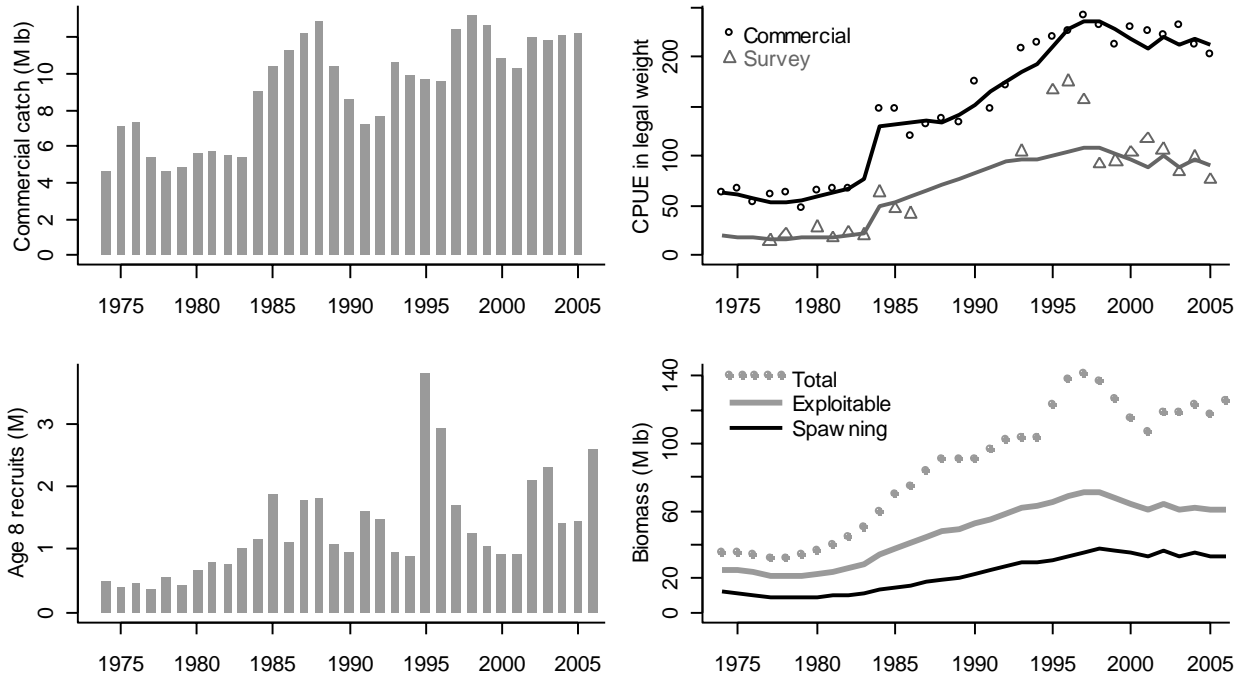 Commercial catch (M lb)
0 2 4 6 8 10
1975 1980 1985 1990 1995 2000 2005
CPUE in legal weight
0 50 100 200
Commercial
Survey
1975 1980 1985 1990 1995 2000 2005
Age 8 recruits (M)
0 1 2 3
1975 1980 1985 1990 1995 2000 2005
Biomass (M lb)
0 20 60 100 140
Total
Exploitable
Spaw ning
1975 1980 1985 1990 1995 2000 2005